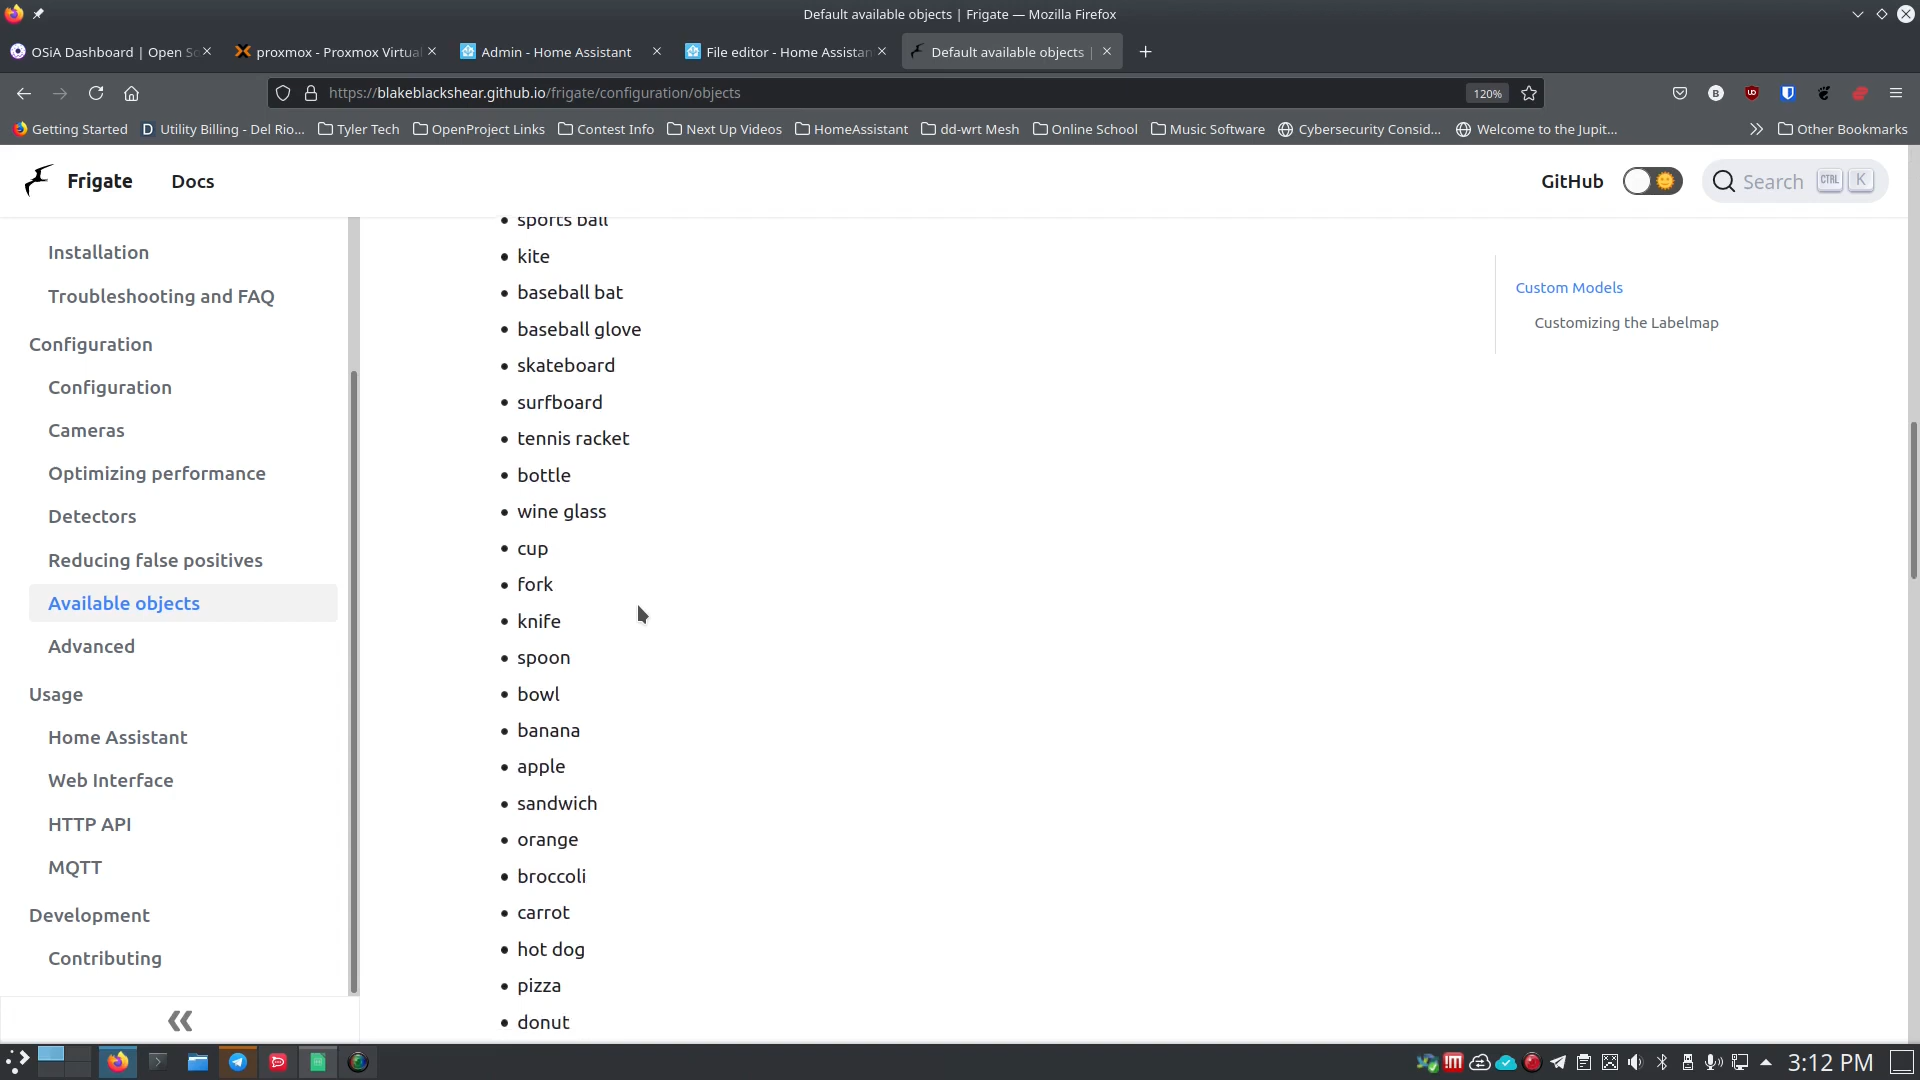 Default available objects | Frigate — Mozilla Firefox
OSiA Dashboard | Open So
proxmox - Proxmox Virtual
Admin - Home Assistant
File editor - Home Assistan
Default available objects |
https://blakeblackshear.github.io/frigate/configuration/objects
120%
Getting Started
Utility Billing - Del Rio...
Tyler Tech
OpenProject Links
Contest Info
Next Up Videos
HomeAssistant
dd-wrt Mesh
Online School
Music Software
Cybersecurity Consid...
Welcome to the Jupit...
Other Bookmarks
Frigate
Docs
GitHub
Search
CTRL
K
Installation
Troubleshooting and FAQ
Configuration
Configuration
Cameras
Optimizing performance
Detectors
Reducing false positives
Available objects
Advanced
Usage
Home Assistant
Web Interface
HTTP API
MQTT
Development
Contributing
sports ball
kite
baseball bat
baseball glove
skateboard
surfboard
tennis racket
bottle
wine glass
cup
fork
knife
spoon
bowl
banana
apple
sandwich
orange
broccoli
carrot
hot dog
pizza
donut
Custom Models
Customizing the Labelmap
3:12 PM